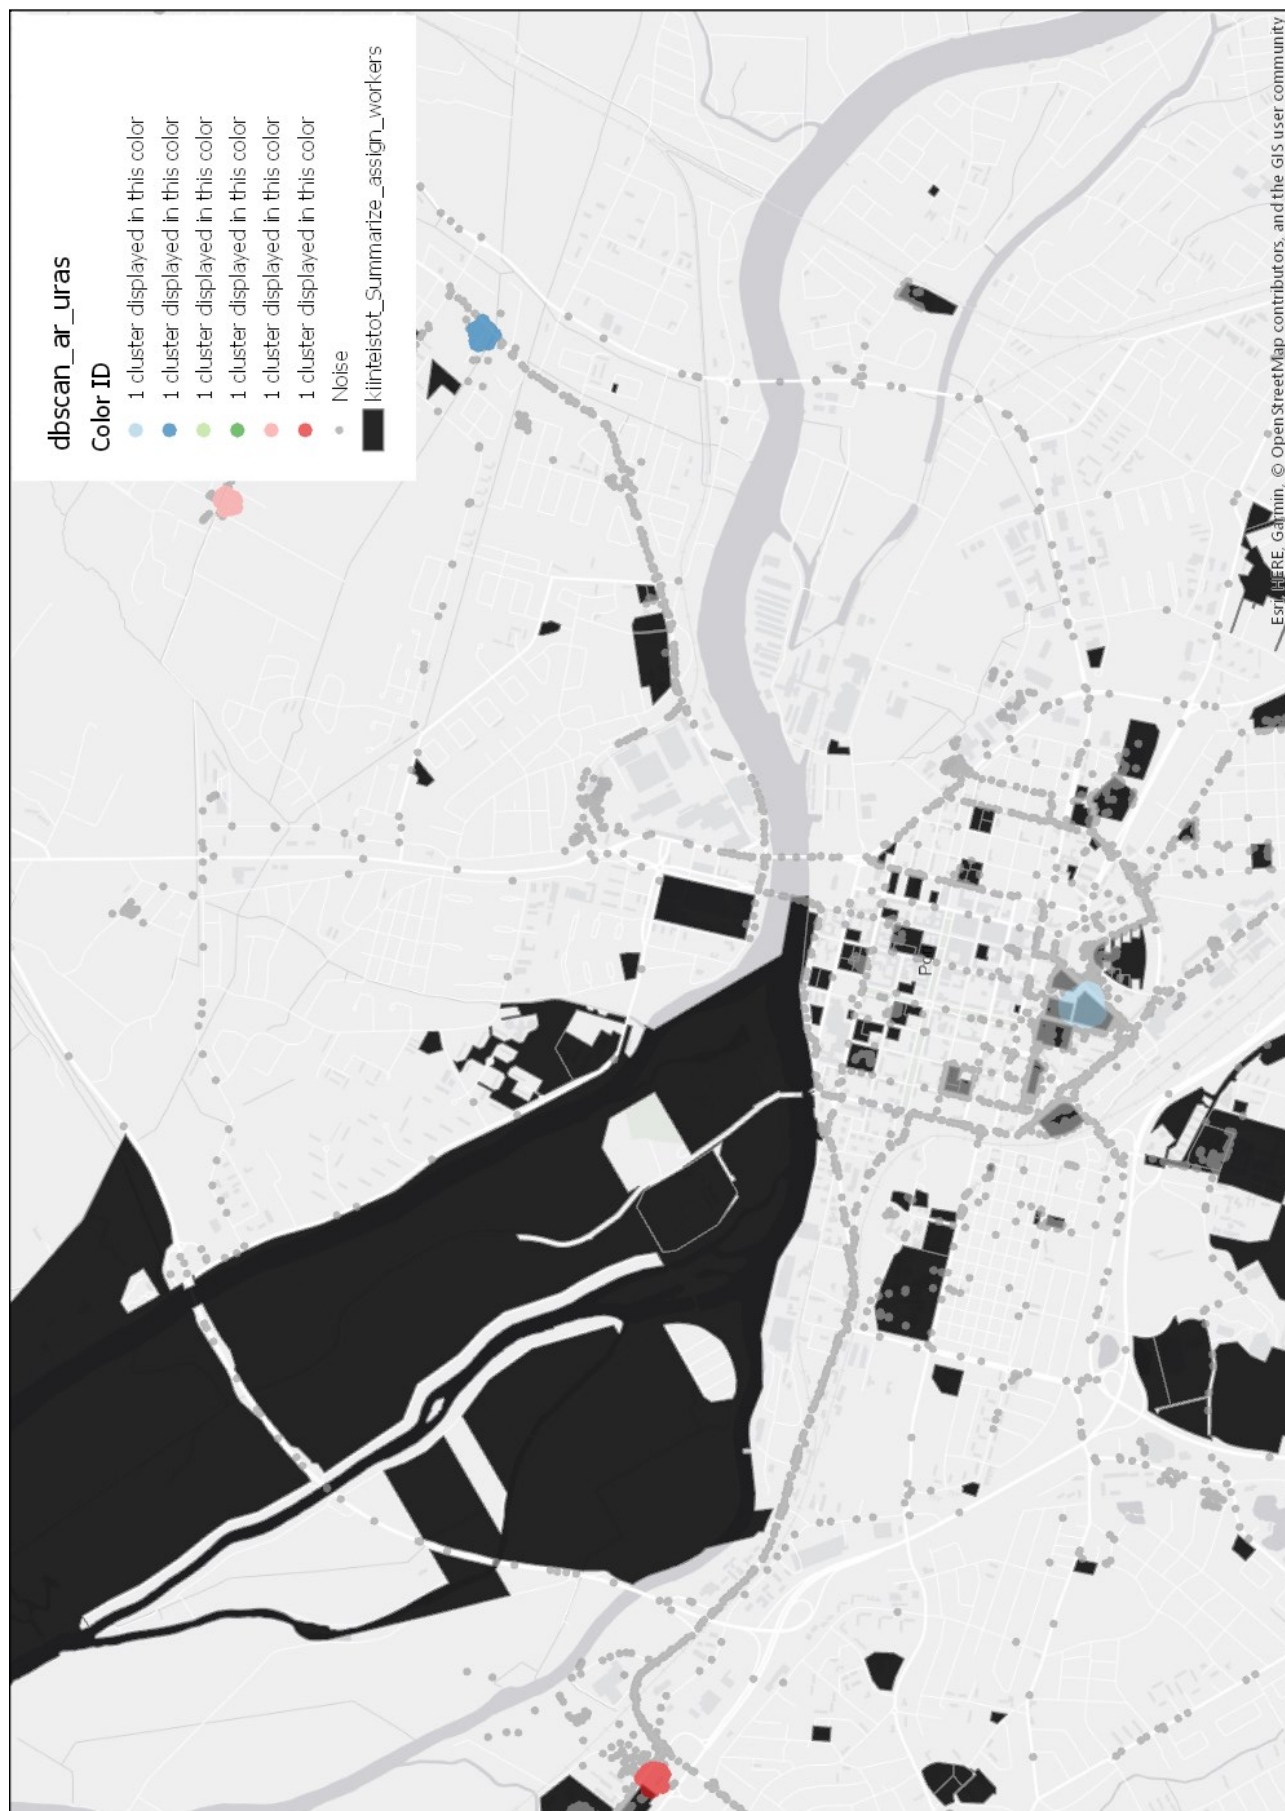 dbscan_ar_uras
Color ID
1 cluster displayed in this color
1 cluster displayed in this color
1 cluster displayed in this color
1 cluster displayed in this color
1 cluster displayed in this color
1 cluster displayed in this color
Noise
kiinteistot_Summarize_assign_workers
Po
Esri, HERE, Garmin, © OpenStreetMap contributors, and the GIS user community